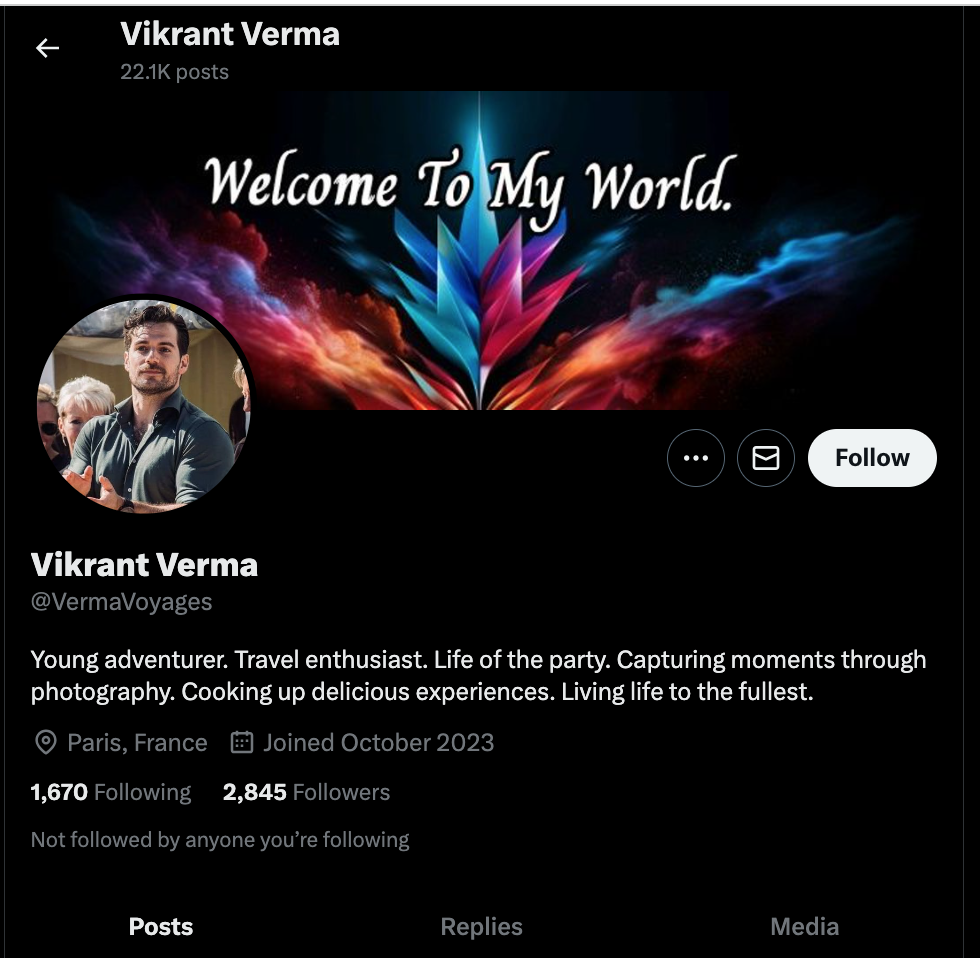 Vikrant Verma
22.1K posts
Welcome To My World.
Follow
Vikrant Verma
@VermaVoyages
Young adventurer. Travel enthusiast. Life of the party. Capturing moments through
photography. Cooking up delicious experiences. Living life to the fullest.
Paris, France Joined October 2023
1,670 Following 2,845 Followers
Not followed by anyone you’re following
Posts Replies Media